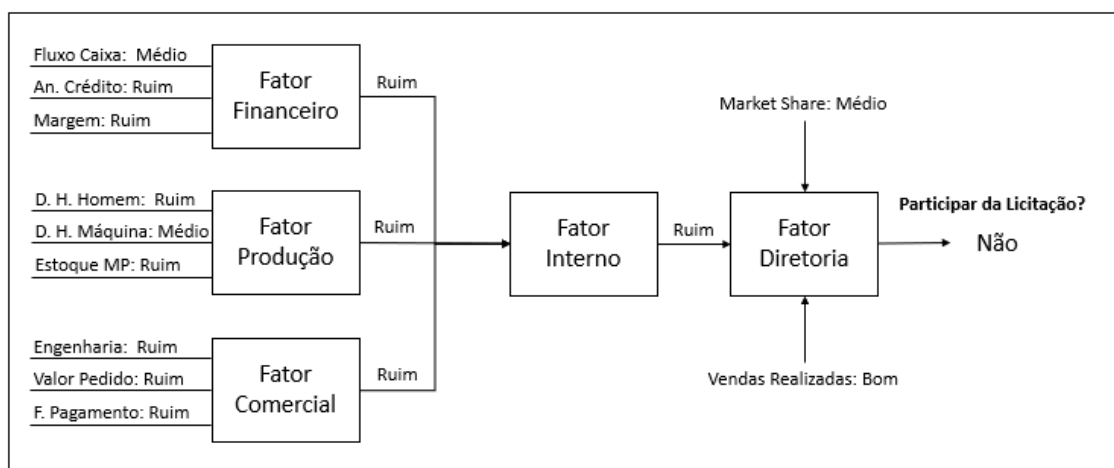 Fluxo Caixa: Médio
An. Crédito: Ruim
Margem: Ruim
Fator
Financeiro
Ruim
D. H. Homem: Ruim
D. H. Máquina: Médio
Estoque MP: Ruim
Fator
Produção
Ruim
Engenharia: Ruim
Valor Pedido: Ruim
F. Pagamento: Ruim
Fator
Comercial
Ruim
Fator
Interno
Ruim
Market Share: Médio
Fator
Diretoria
Vendas Realizadas: Bom
Participar da Licitação?
Não